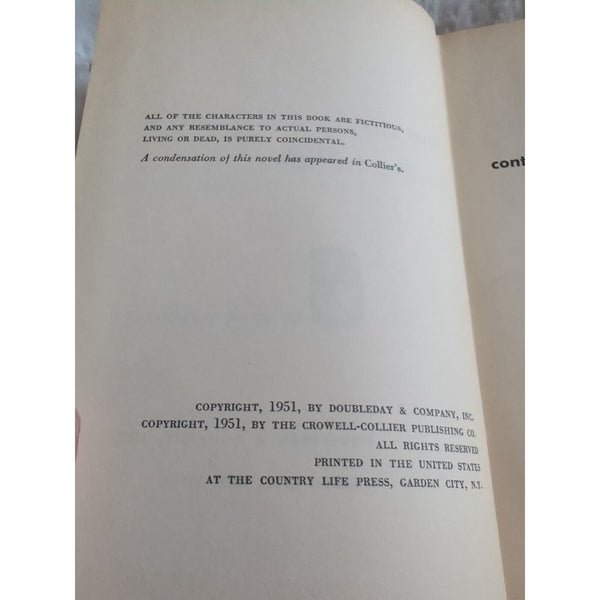 ALL OF THE CHARACTERS IN THIS BOOK ARE FICTITIOUS,
AND ANY RESEMBLANCE TO ACTUAL PERSONS,
LIVING OR DEAD, IS PURELY COINCIDENTAL.
A condensation of this novel has appeared in Collier's.
COPYRIGHT, 1951, BY DOUBLEDAY & COMPANY, INC.
COPYRIGHT, 1951, BY THE CROWELL-COLLIER PUBLISHING CO.
ALL RIGHTS RESERVED
PRINTED IN THE UNITED STATES
AT THE COUNTRY LIFE PRESS, GARDEN CITY, N.Y.
cont